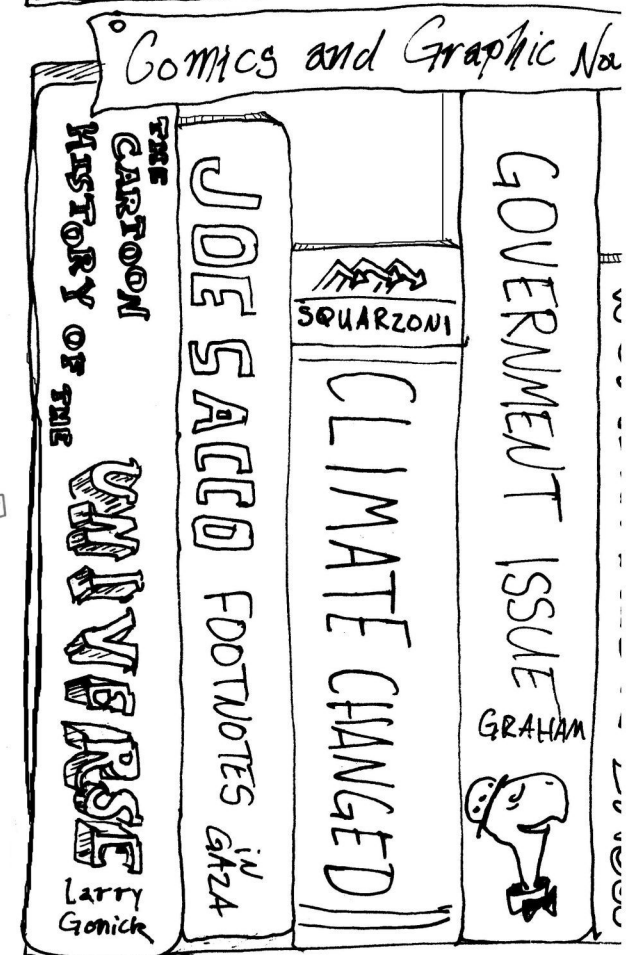 Comics and Graphic
THE
CARTOON
HISTORY OF THE
UNIVERSE
Larry
Gonick
JOE SACCO
FOOTNOTES
IN
GAZA
SQUARZONI
CLIMATE CHANGED
GOVERNMENT ISSUE
GRAHAM